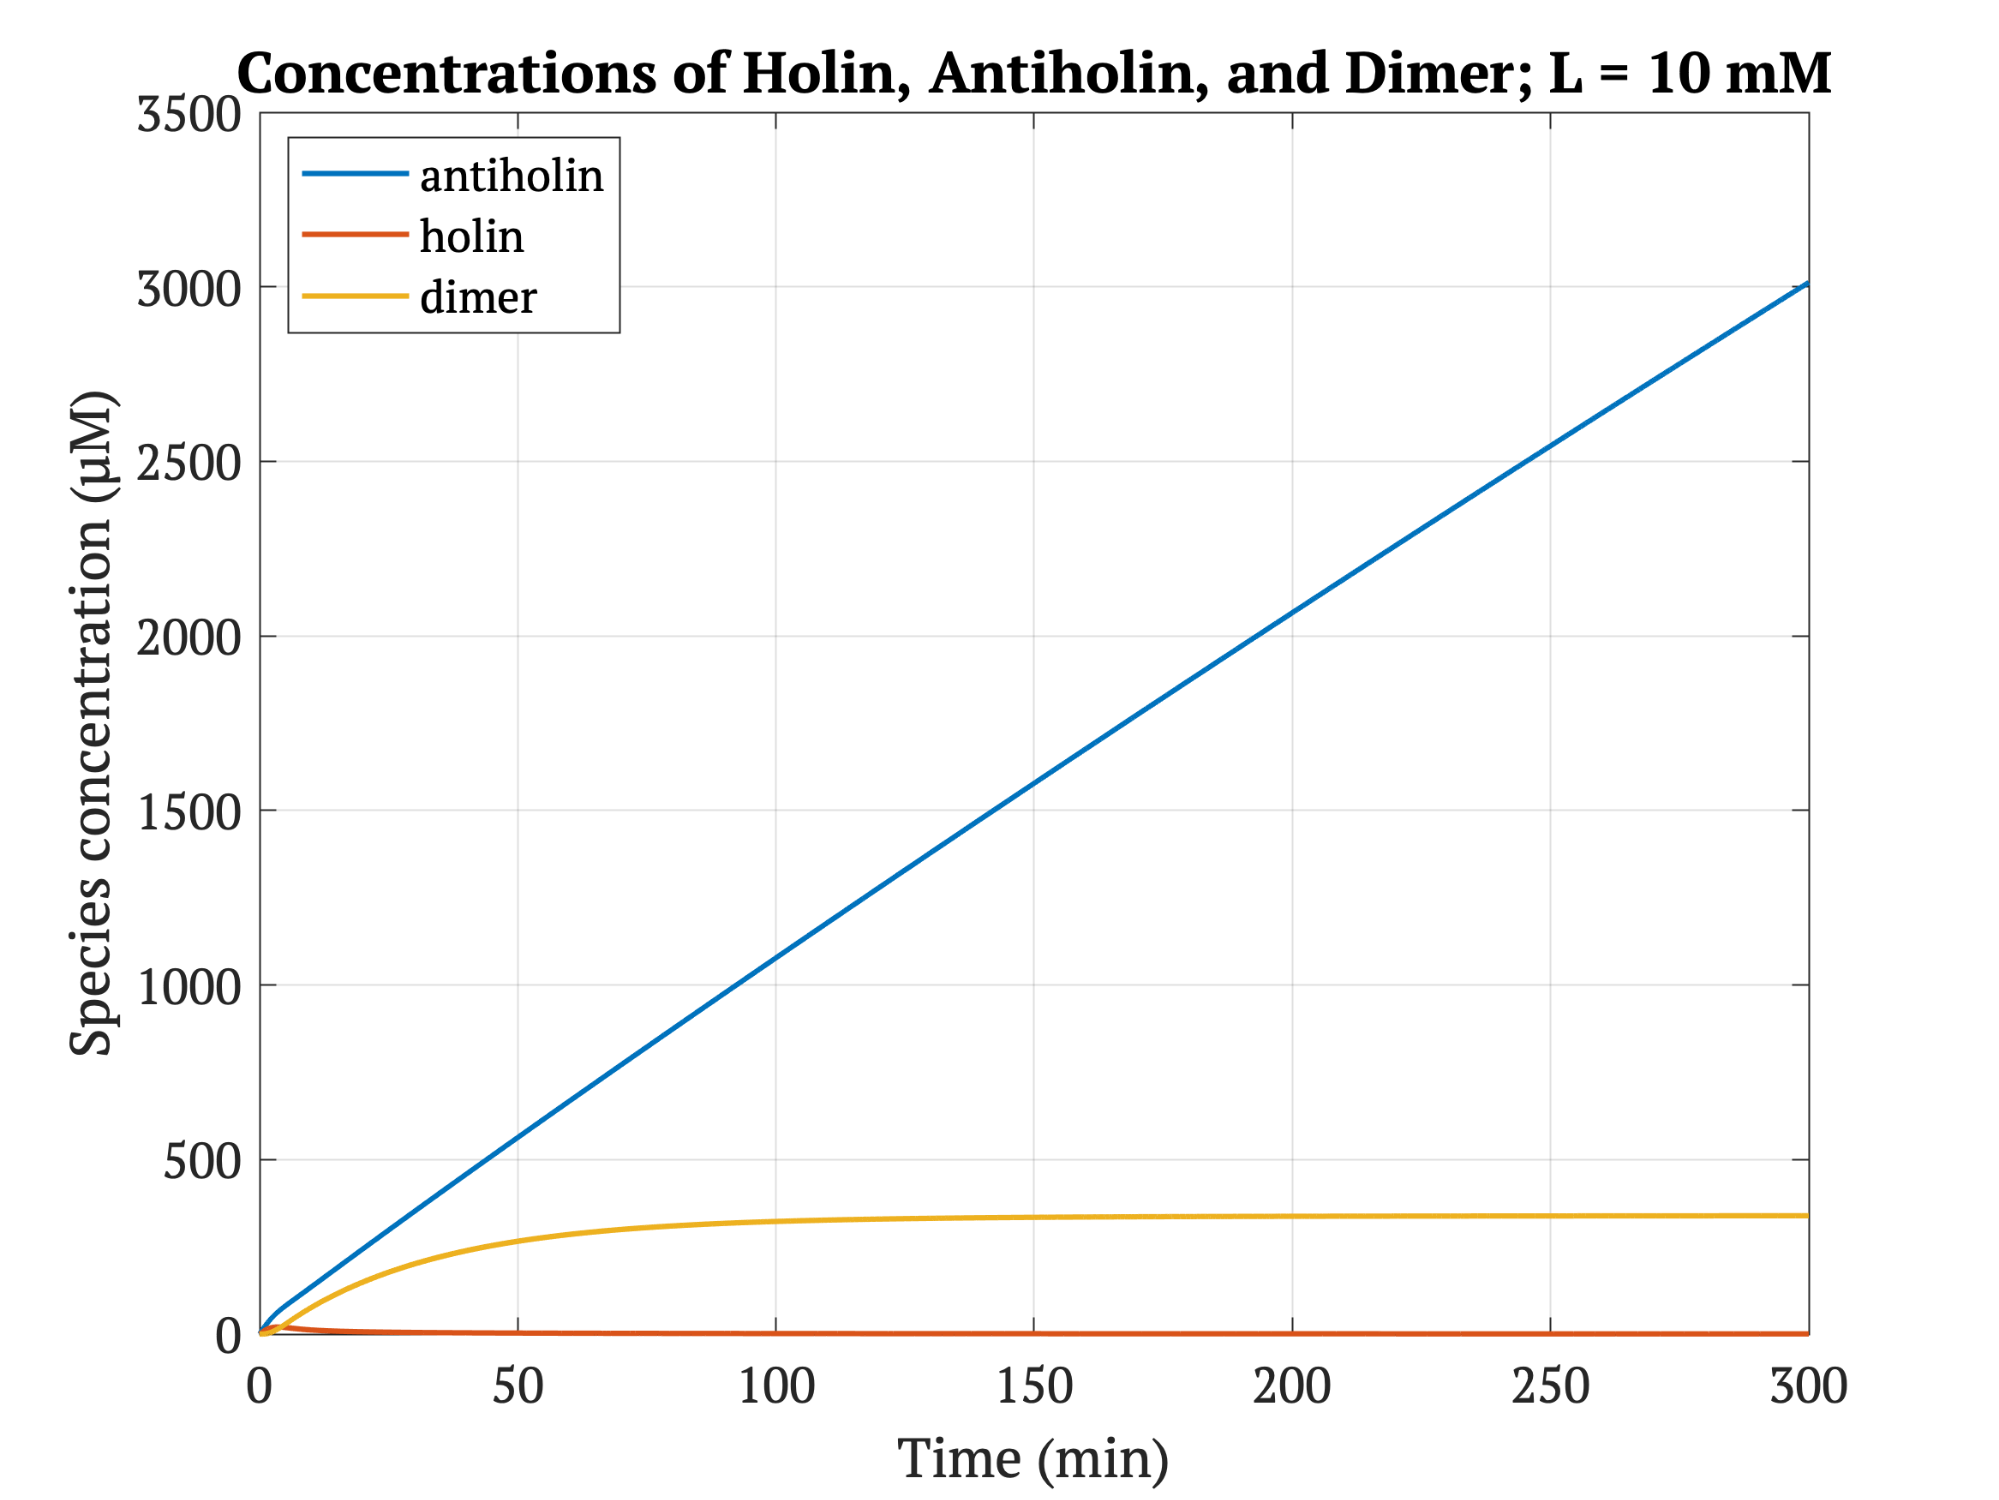 Concentrations of Holin, Antiholin, and Dimer; L = 10 mM
3500
3000
2500
2000
1500
1000
500
0
antiholin
holin
dimer
Species concentration (µM)
0 50 100 150 200 250 300
Time (min)